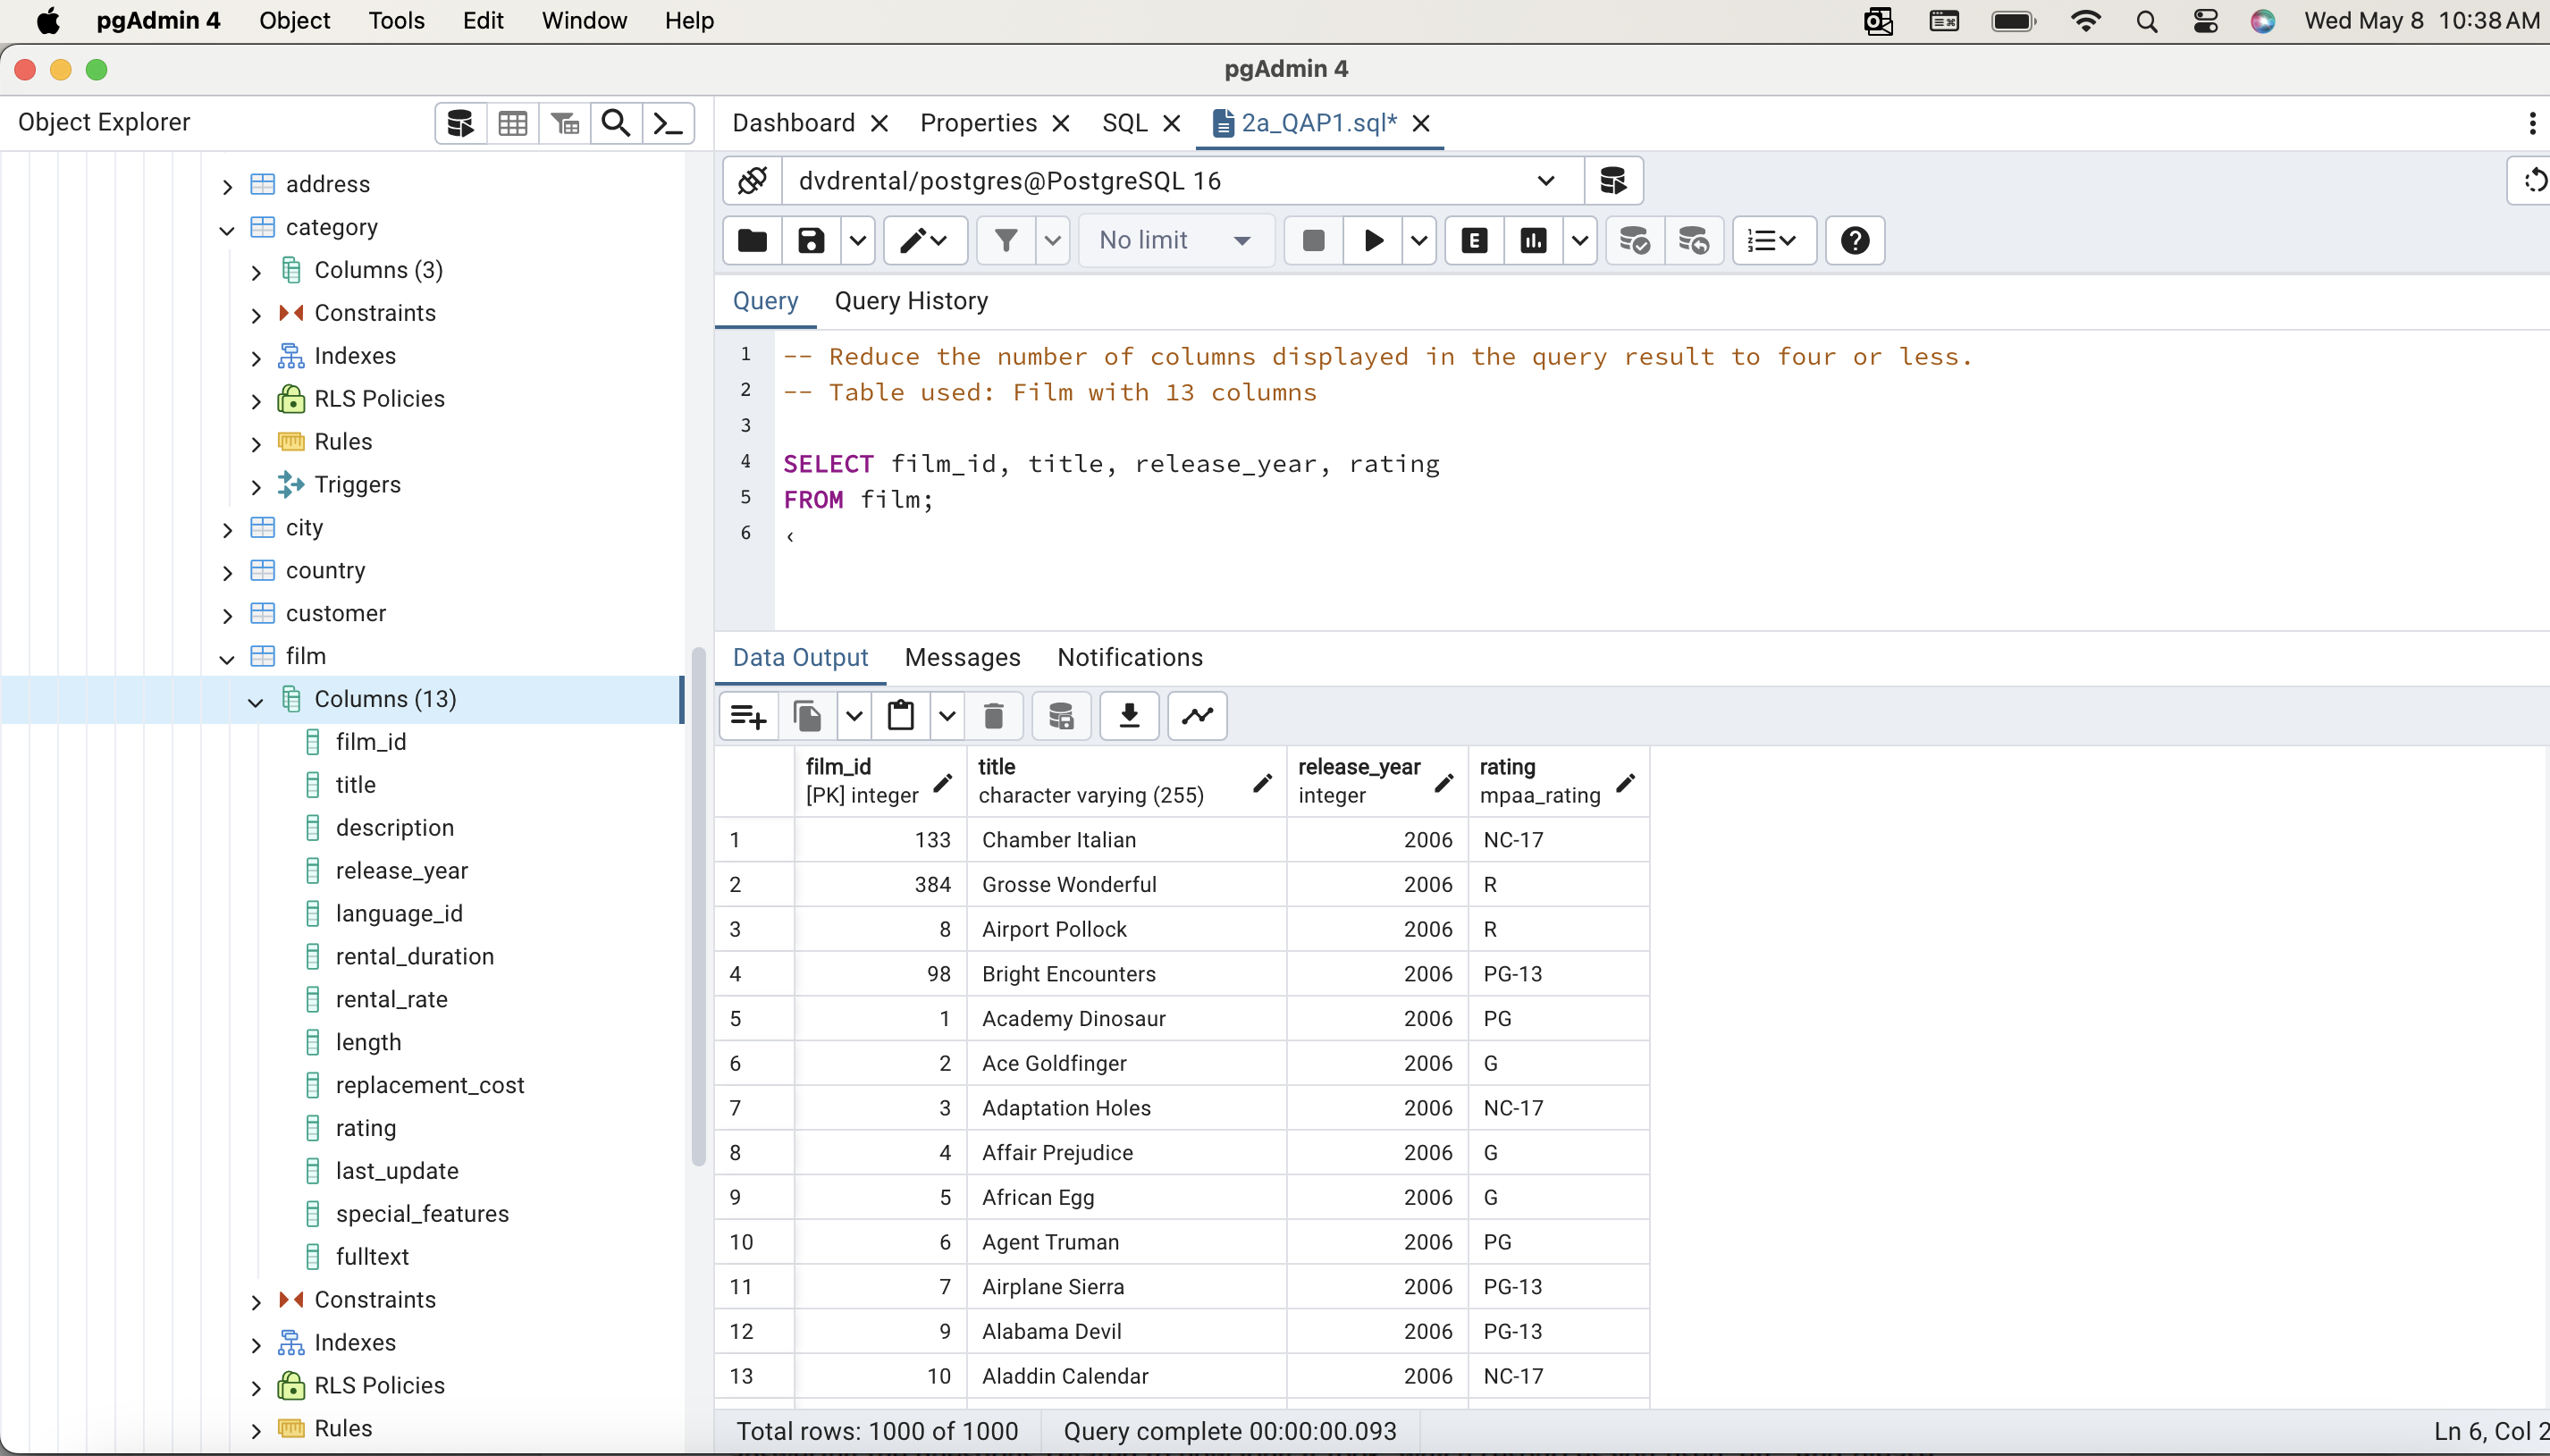 pgAdmin 4 Object Tools Edit Window Help Wed May 8 10:38 AM
pgAdmin 4
Object Explorer
address
category
Columns (3)
Constraints
Indexes
RLS Policies
Rules
Triggers
city
country
customer
film
Columns (13)
film_id
title
description
release_year
language_id
rental_duration
rental_rate
length
replacement_cost
rating
last_update
special_features
fulltext
Constraints
Indexes
RLS Policies
Rules
Dashboard Properties SQL 2a_QAP1.sql*
dvdrental/postgres@PostgreSQL 16
No limit E
Query Query History
1 -- Reduce the number of columns displayed in the query result to four or less.
2 -- Table used: Film with 13 columns
3
4 SELECT film_id, title, release_year, rating
5 FROM film;
6 ‹
Data Output Messages Notifications
film_id title release_year rating
[PK] integer character varying (255) integer mpaa_rating
1 133 Chamber Italian 2006 NC-17
2 384 Grosse Wonderful 2006 R
3 8 Airport Pollock 2006 R
4 98 Bright Encounters 2006 PG-13
5 1 Academy Dinosaur 2006 PG
6 2 Ace Goldfinger 2006 G
7 3 Adaptation Holes 2006 NC-17
8 4 Affair Prejudice 2006 G
9 5 African Egg 2006 G
10 6 Agent Truman 2006 PG
11 7 Airplane Sierra 2006 PG-13
12 9 Alabama Devil 2006 PG-13
13 10 Aladdin Calendar 2006 NC-17
Total rows: 1000 of 1000 Query complete 00:00:00.093 Ln 6, Col 2